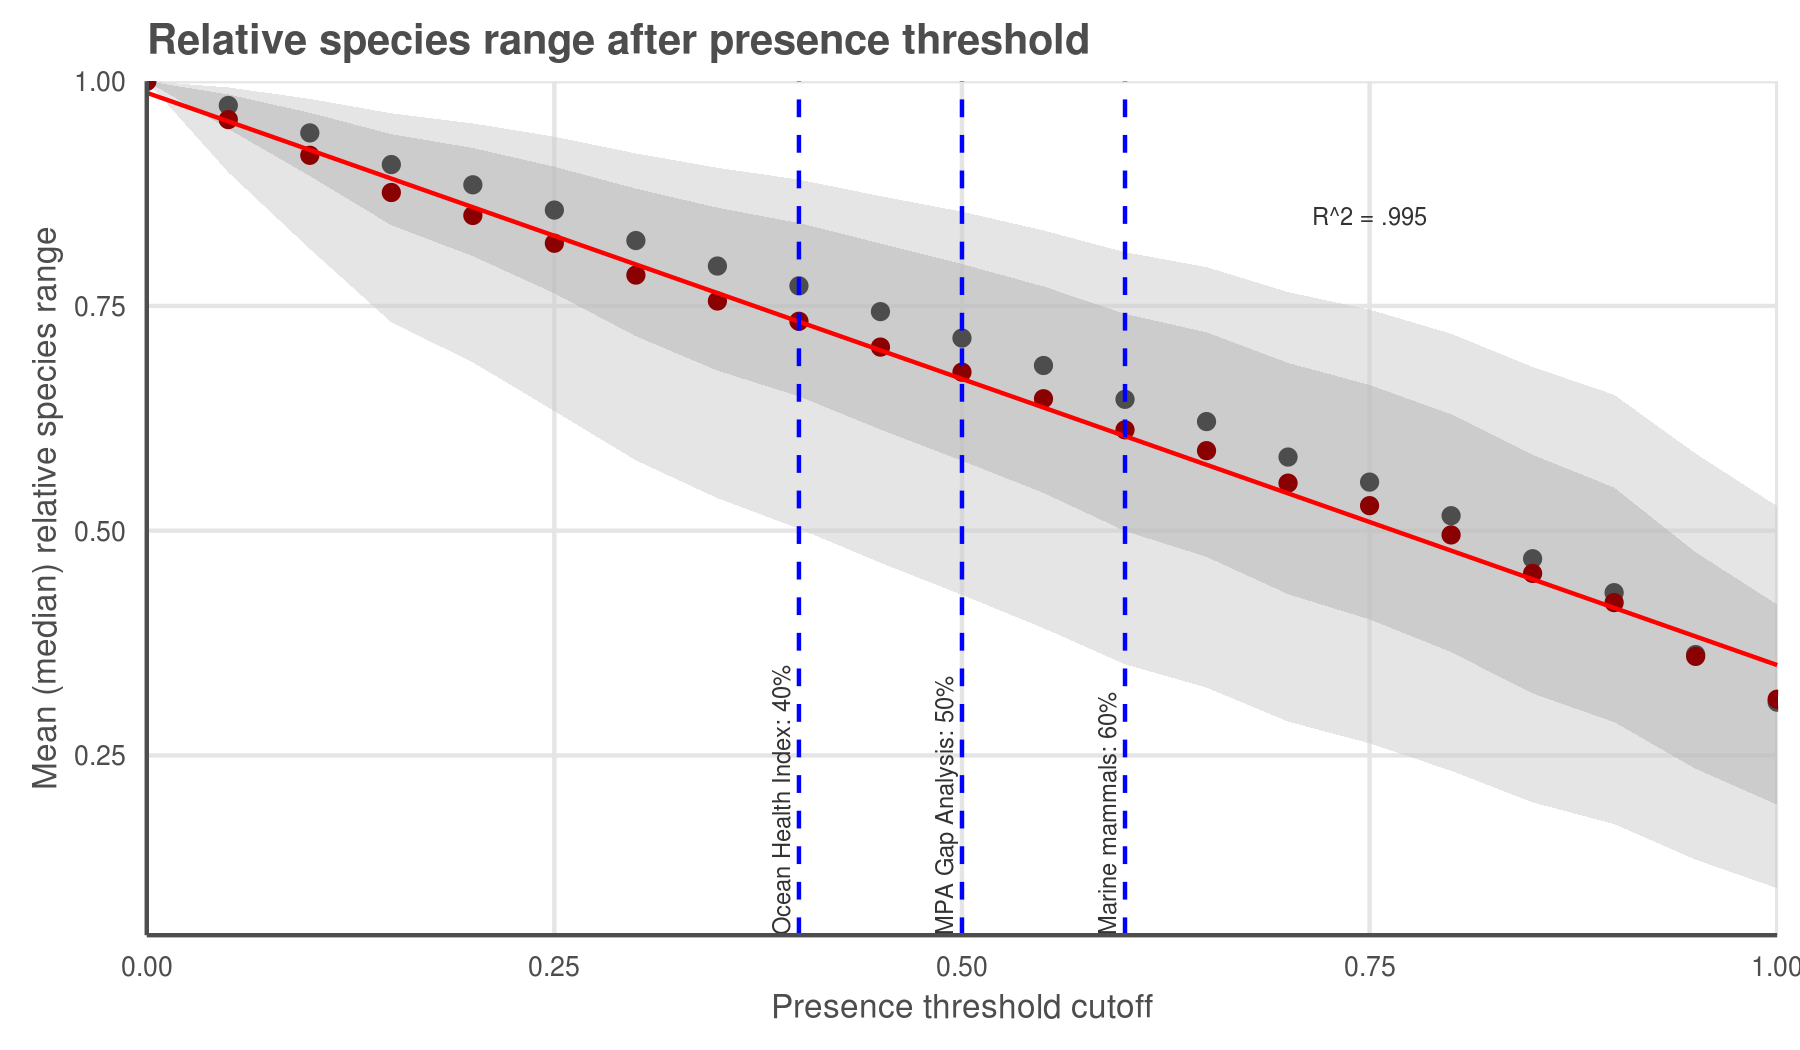 Relative species range after presence threshold
Mean (median) relative species range
1.00
0.75
0.50
0.25
R^2 = .995
Ocean Health Index: 40%
MPA Gap Analysis: 50%
Marine mammals: 60%
0.00 0.25 0.50 0.75 1.00
Presence threshold cutoff